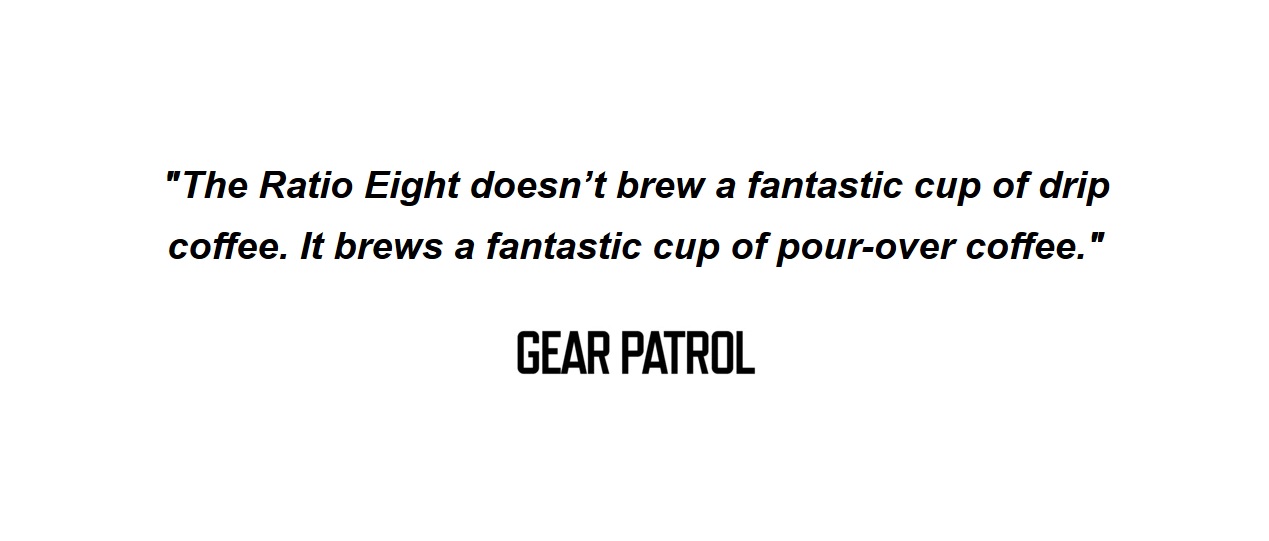 "The Ratio Eight doesn’t brew a fantastic cup of drip
coffee. It brews a fantastic cup of pour-over coffee."
GEAR PATROL